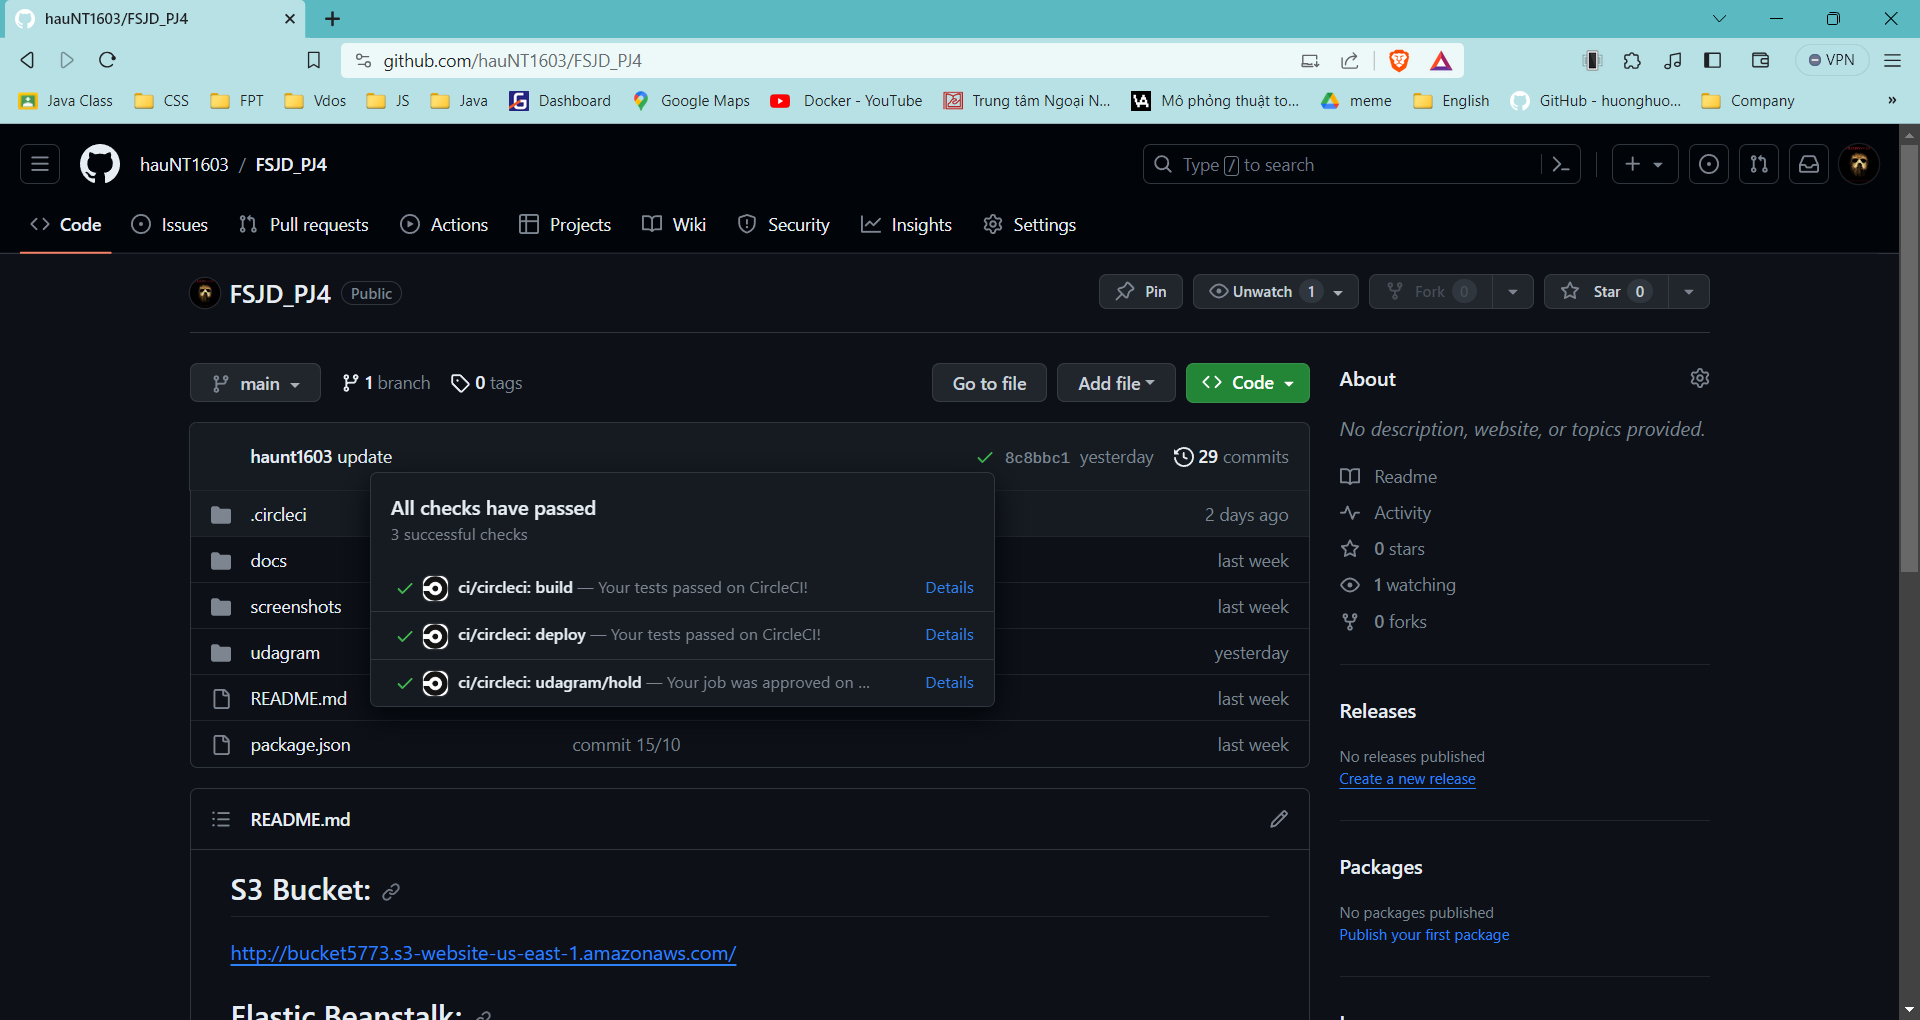 hauNT1603/FSJD_PJ4
github.com/hauNT1603/FSJD_PJ4
VPN
Java Class CSS FPT Vdos JS Java Dashboard Google Maps Docker - YouTube Trung tâm Ngoại N... Mô phỏng thuật to... meme English GitHub - huonghuo... Company »
hauNT1603 / FSJD_PJ4
Type / to search
Code Issues Pull requests Actions Projects Wiki Security Insights Settings
FSJD_PJ4 Public
Pin Unwatch 1 Fork 0 Star 0
main 1 branch 0 tags Go to file Add file Code
haunt1603 update 8c8bbc1 yesterday 29 commits
All checks have passed
3 successful checks
ci/circleci: build — Your tests passed on CircleCI! Details
ci/circleci: deploy — Your tests passed on CircleCI! Details
ci/circleci: udagram/hold — Your job was approved on ... Details
.circleci 2 days ago
docs last week
screenshots last week
udagram yesterday
README.md last week
package.json commit 15/10 last week
README.md
S3 Bucket:
http://bucket5773.s3-website-us-east-1.amazonaws.com/
Elastic Beanstalk:
About
No description, website, or topics provided.
Readme
Activity
0 stars
1 watching
0 forks
Releases
No releases published
Create a new release
Packages
No packages published
Publish your first package